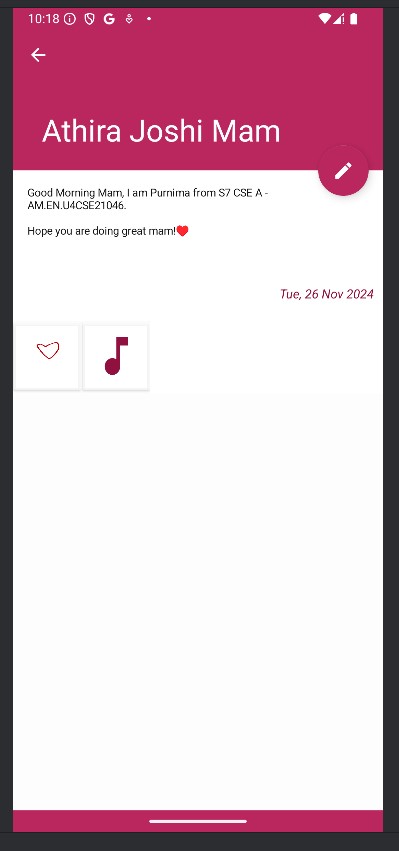 10:18
Athira Joshi Mam
Good Morning Mam, I am Purnima from S7 CSE A -
AM.EN.U4CSE21046.
Hope you are doing great mam!❤️
Tue, 26 Nov 2024